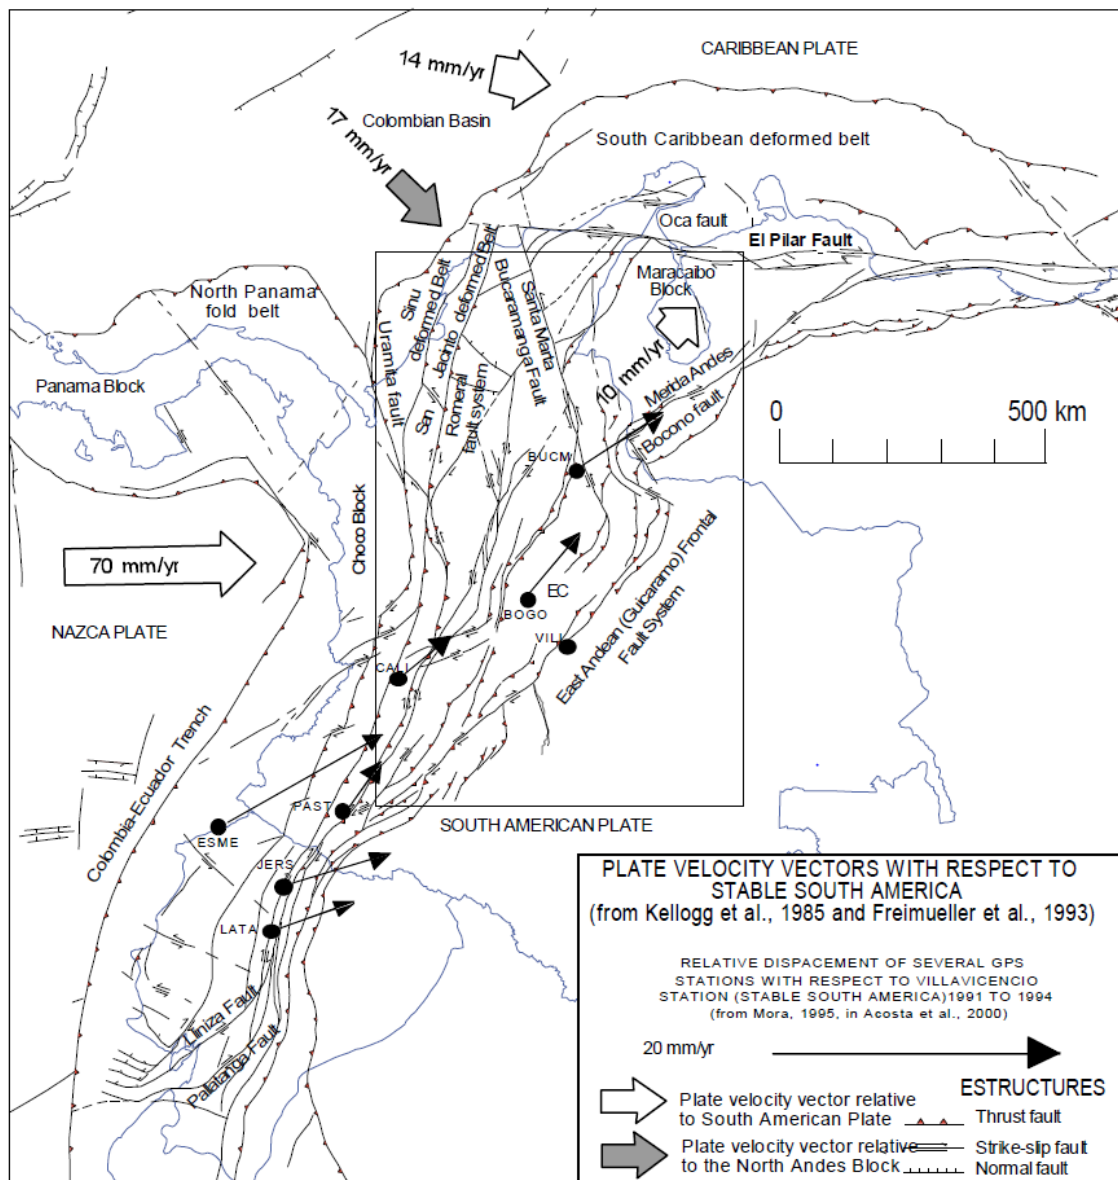 CARIBBEAN PLATE
14 mm/yr
17 mm/yr
Colombian Basin
South Caribbean deformed belt
Oca fault
El Pilar Fault
Maracaibo
Block
North Panama
fold belt
Sinu
deformed Belt
San Jacinto deformed Belt
Bucaramanga Fault
Santa Marta
Uramita fault
Romeral
fault system
10 mm/yr
Merida Andes
Bocono fault
Panama Block
0 500 km
BUCM
Choco Block
70 mm/yr
EC
BOGO
NAZCA PLATE
VILL
East Andean (Guicaramo) Frontal
Fault System
CALI
Colombia-Ecuador Trench
PAST
ESME
SOUTH AMERICAN PLATE
JERS
LATA
Lliniza Fault
Pallatanga Fault
PLATE VELOCITY VECTORS WITH RESPECT TO
STABLE SOUTH AMERICA
(from Kellogg et al., 1985 and Freimueller et al., 1993)
RELATIVE DISPACEMENT OF SEVERAL GPS
STATIONS WITH RESPECT TO VILLAVICENCIO
STATION (STABLE SOUTH AMERICA)1991 TO 1994
(from Mora, 1995, in Acosta et al., 2000)
20 mm/yr
ESTRUCTURES
Plate velocity vector relative
to South American Plate
Thrust fault
Plate velocity vector relative
to the North Andes Block
Strike-slip fault
Normal fault